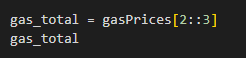 gas_total = gasPrices[2::3]
gas_total